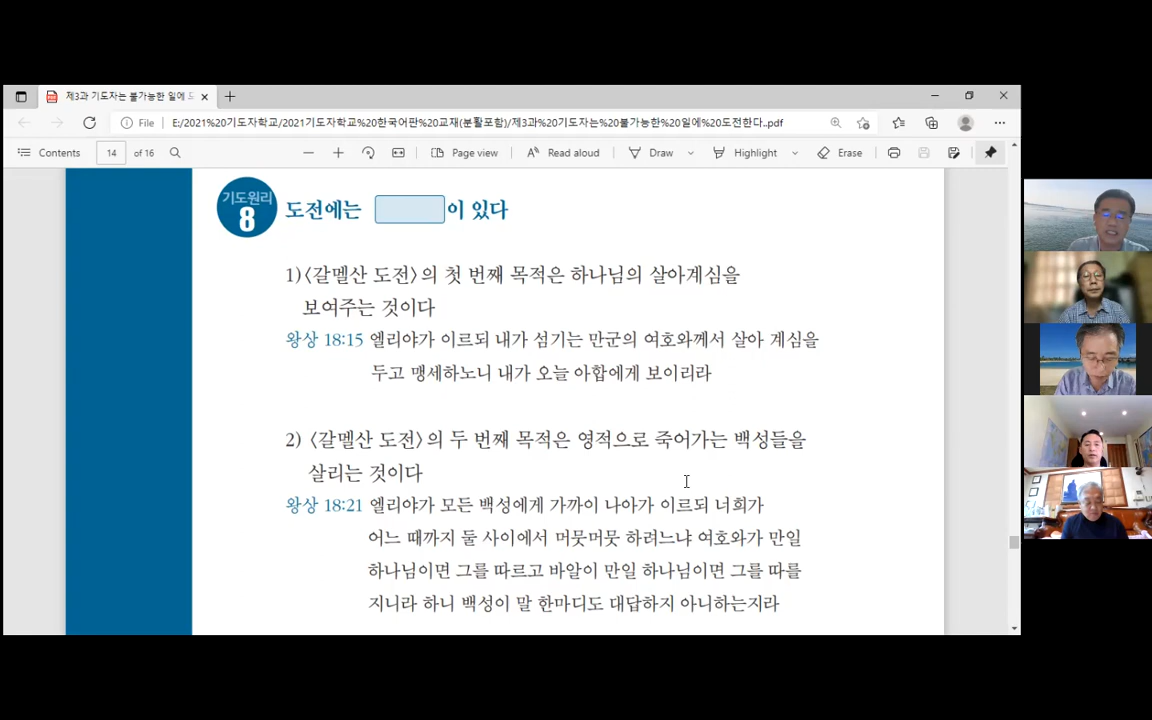 제3과 기도자는 불가능한 일에 도
File
E:/2021%20기도자학교/2021기도자학교%20한국어판%20교재(분활포함)/제3과%20기도자는%20불가능한%20일에%20도전한다..pdf
Contents 14 of 16 Page view Read aloud Draw Highlight Erase
기도원리
8
도전에는 이 있다
1)〈갈멜산 도전〉의 첫 번째 목적은 하나님의 살아계심을
보여주는 것이다
왕상 18:15 엘리야가 이르되 내가 섬기는 만군의 여호와께서 살아 계심을
두고 맹세하노니 내가 오늘 아합에게 보이리라
2) 〈갈멜산 도전〉의 두 번째 목적은 영적으로 죽어가는 백성들을
살리는 것이다
왕상 18:21 엘리야가 모든 백성에게 가까이 나아가 이르되 너희가
어느 때까지 둘 사이에서 머뭇머뭇 하려느냐 여호와가 만일
하나님이면 그를 따르고 바알이 만일 하나님이면 그를 따를
지니라 하니 백성이 말 한마디도 대답하지 아니하는지라